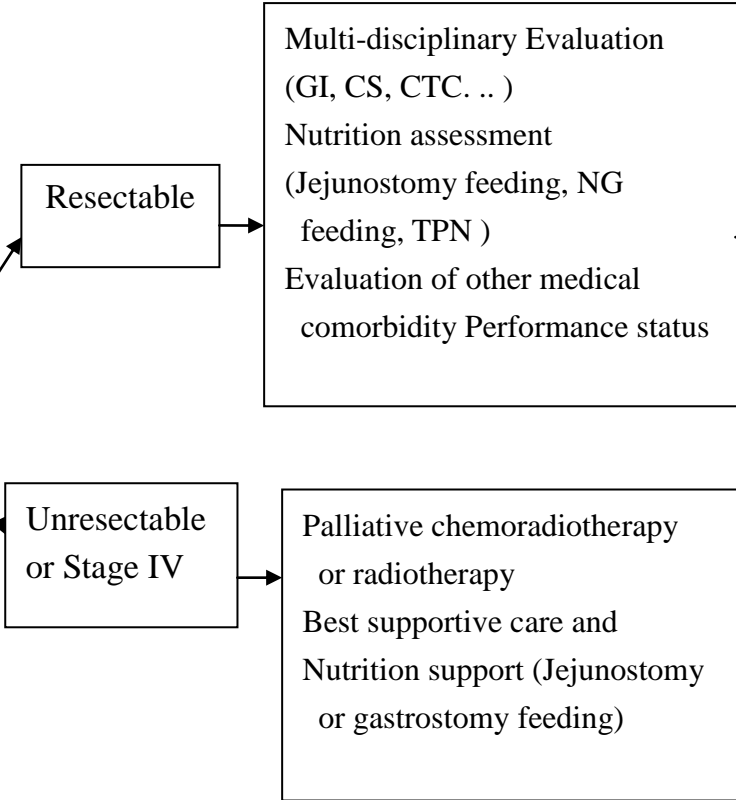 Resectable
Multi-disciplinary Evaluation
(GI, CS, CTC. .. )
Nutrition assessment
(Jejunostomy feeding, NG
feeding, TPN )
Evaluation of other medical
comorbidity Performance status
Unresectable
or Stage IV
Palliative chemoradiotherapy
or radiotherapy
Best supportive care and
Nutrition support (Jejunostomy
or gastrostomy feeding)